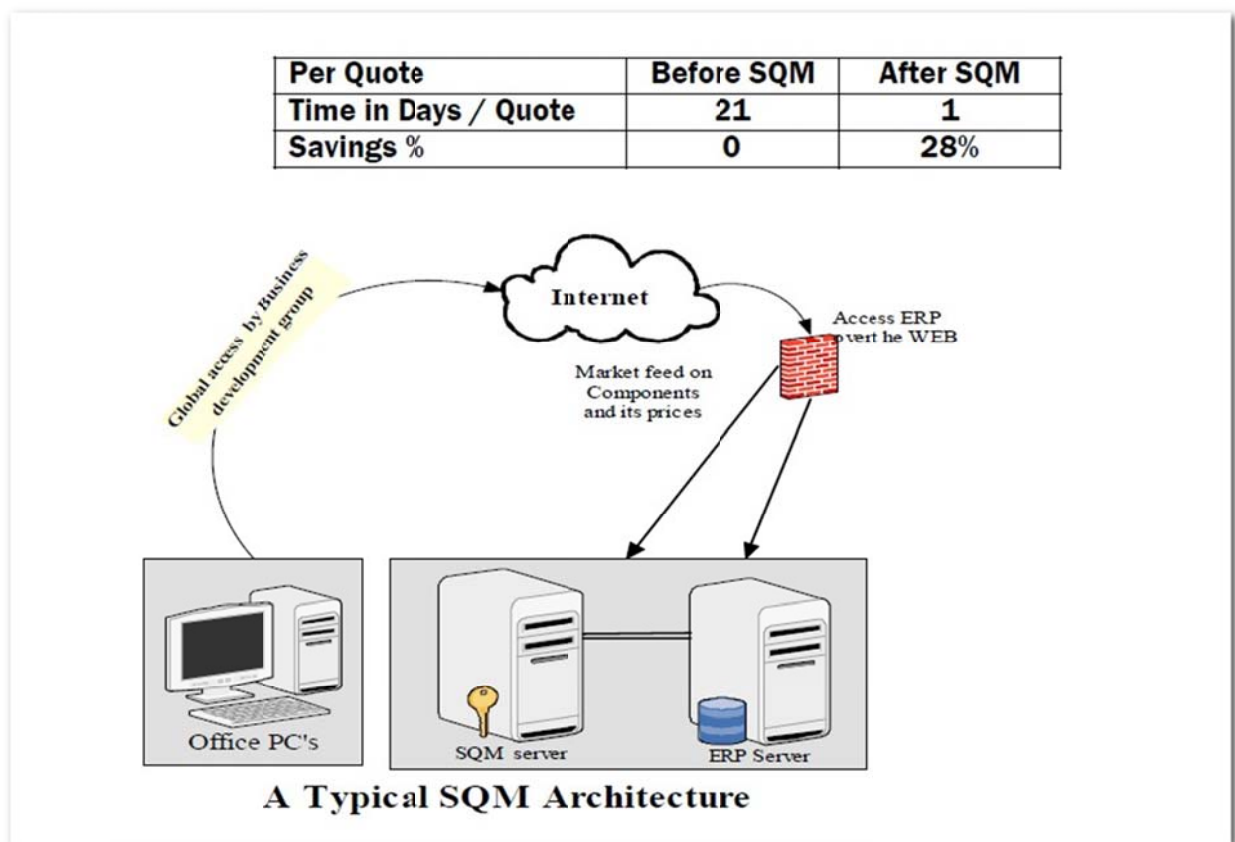 Per Quote Before SQM After SQM
Time in Days / Quote 21 1
Savings % 0 28%
Global access by Business
development group
Internet
Access ERP
overt he WEB
Market feed on
Components
and its prices
Office PC's
SQM server
ERP Server
A Typical SQM Architecture